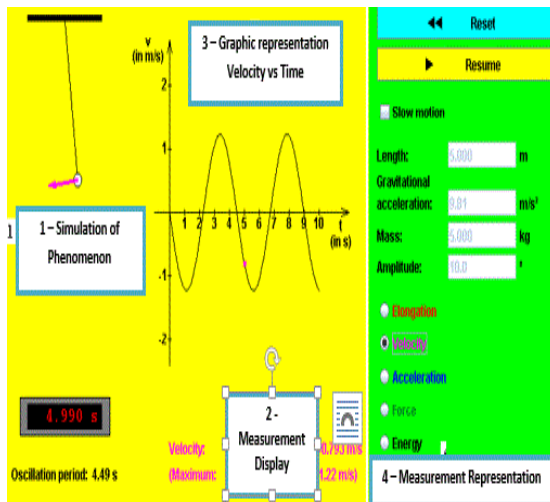 v
(in m/s)
3 – Graphic representation
Velocity vs Time
2
1
1 2 3 4 5 6 7 8 9 10
t
(in s)
-1
-2
1
1 – Simulation of
Phenomenon
4.990 s
Oscillation period: 4.49 s
2 -
Measurement
Display
Velocity:
0.793 m/s
(Maximum:
1.22 m/s)
Reset
Resume
Slow motion
Length: 5.000 m
Gravitational
acceleration: 9.81 m/s²
Mass: 5.000 kg
Amplitude: 10.0 °
Elongation
Velocity
Acceleration
Force
Energy
4 – Measurement Representation